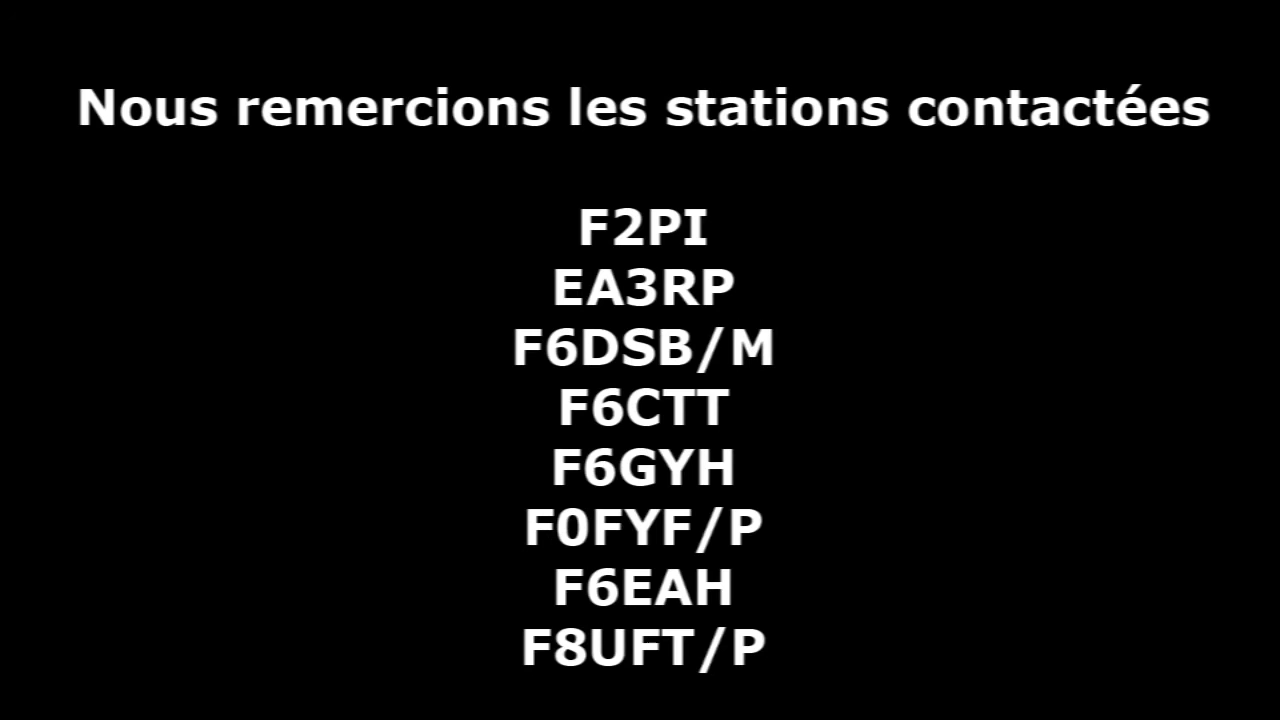 Nous remercions les stations contactées
F2PI
EA3RP
F6DSB/M
F6CTT
F6GYH
F0FYF/P
F6EAH
F8UFT/P